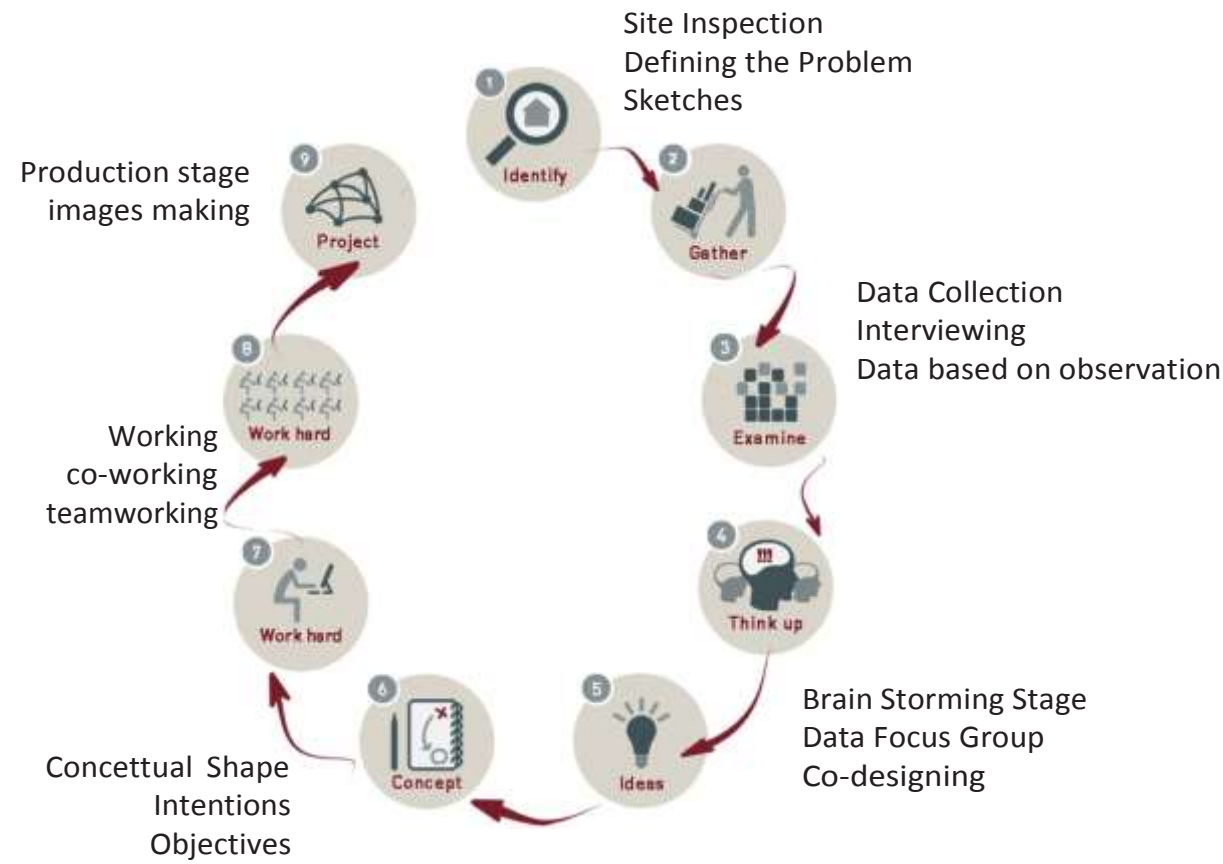 Site Inspection
Defining the Problem
Sketches
1
Identify
2
Gather
Data Collection
Interviewing
Data based on observation
3
Examine
4
!!!
Think up
Brain Storming Stage
Data Focus Group
Co-designing
5
Ideas
6
Concept
Concettual Shape
Intentions
Objectives
7
Work hard
Working
co-working
teamworking
8
Work hard
9
Project
Production stage
images making